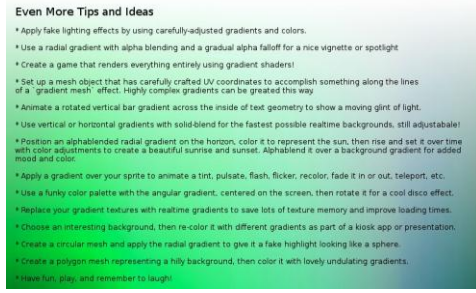 Even More Tips and Ideas
* Apply fake lighting effects by using carefully-adjusted gradients and colors.
* Use a radial gradient with alpha blending and a gradual alpha falloff for a nice vignette or spotlight
* Create a game that renders everything entirely using gradient shaders!
* Set up a mesh object that has carefully crafted UV coordinates to accomplish something along the lines
of a `gradient mesh` effect. Highly complex gradients can be greated this way.
* Animate a rotated vertical bar gradient across the inside of text geometry to show a moving glint of light.
* Use vertical or horizontal gradients with solid-blend for the fastest possible realtime backgrounds, still adjustabale!
* Position an alphablended radial gradient on the horizon, color it to represent the sun, then rise and set it over time
with color adjustments to create a beautiful sunrise and sunset. Alphablend it over a background gradient for added
mood and color.
* Apply a gradient over your sprite to animate a tint, pulsate, flash, flicker, recolor, fade it in or out, teleport, etc.
* Use a funky color palette with the angular gradient, centered on the screen, then rotate it for a cool disco effect.
* Replace your gradient textures with realtime gradients to save lots of texture memory and improve loading times.
* Choose an interesting background, then re-color it with different gradients as part of a kiosk app or presentation.
* Create a circular mesh and apply the radial gradient to give it a fake highlight looking like a sphere.
* Create a polygon mesh representing a hilly background, then color it with lovely undulating gradients.
* Have fun, play, and remember to laugh!